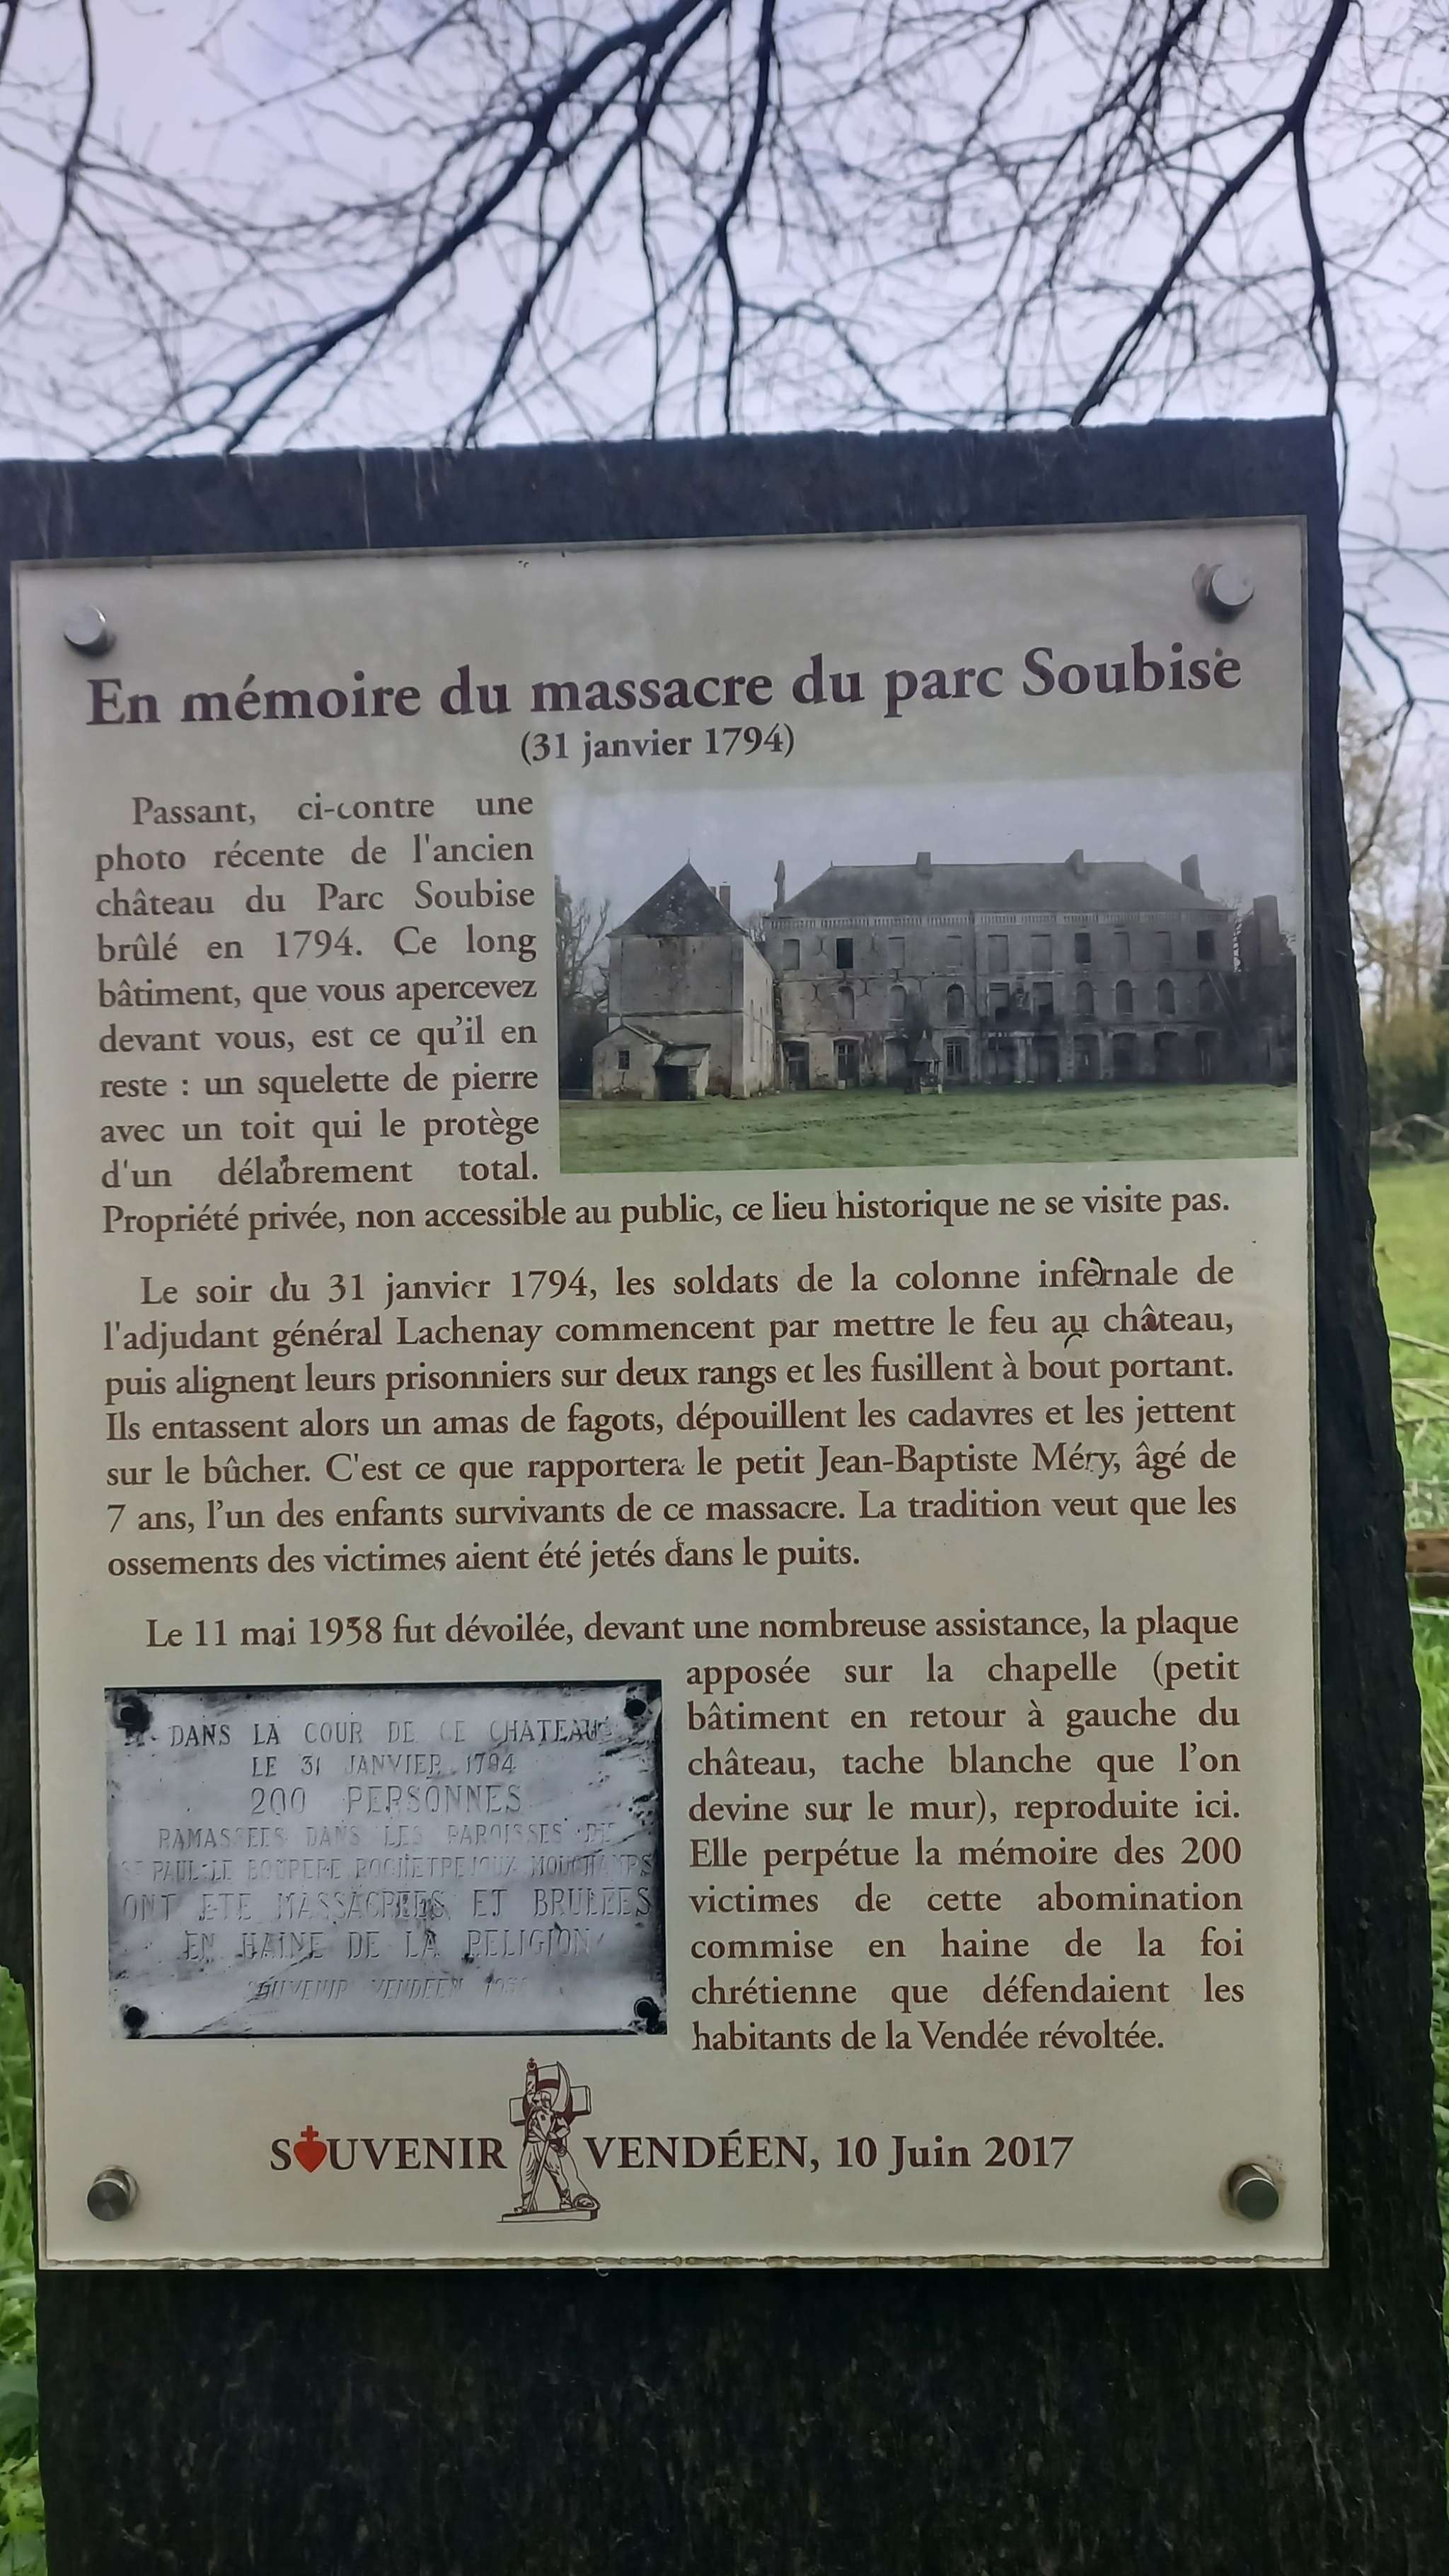 En mémoire du massacre du parc Soubise
(31 janvier 1794)
Passant, ci-contre une
photo récente de l'ancien
château du Parc Soubise
brûlé en 1794. Ce long
bâtiment, que vous apercevez
devant vous, est ce qu'il en
reste : un squelette de pierre
avec un toit qui le protège
d'un délabrement total.
Propriété privée, non accessible au public, ce lieu historique ne se visite pas.
Le soir du 31 janvier 1794, les soldats de la colonne infernale de
l'adjudant général Lachenay commencent par mettre le feu au château,
puis alignent leurs prisonniers sur deux rangs et les fusillent à bout portant.
Ils entassent alors un amas de fagots, dépouillent les cadavres et les jettent
sur le bûcher. C'est ce que rapportera le petit Jean-Baptiste Méry, âgé de
7 ans, l'un des enfants survivants de ce massacre. La tradition veut que les
ossements des victimes aient été jetés dans le puits.
Le 11 mai 1958 fut dévoilée, devant une nombreuse assistance, la plaque
apposée sur la chapelle (petit
bâtiment en retour à gauche du
château, tache blanche que l'on
devine sur le mur), reproduite ici.
Elle perpétue la mémoire des 200
victimes de cette abomination
commise en haine de la foi
chrétienne que défendaient les
habitants de la Vendée révoltée.
DANS LA COUR DE CE CHATEAU
LE 31 JANVIER 1794
200 PERSONNES
RAMASSEES DANS LES PAROISSES DE
ST PAUL-LE BOUPERE ROCHETREJOUX MOUCHAMPS
ONT ETE MASSACREES ET BRULEES
EN HAINE DE LA RELIGION
SOUVENIR VENDEEN
SOUVENIR VENDÉEN, 10 Juin 2017